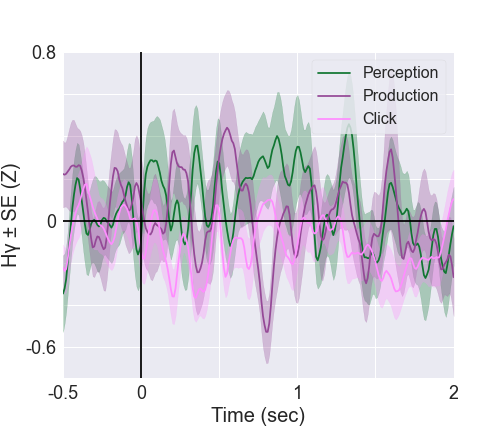 0.8
Perception
Production
Click
0
-0.6
Hγ ± SE (Z)
-0.5
0
1
2
Time (sec)